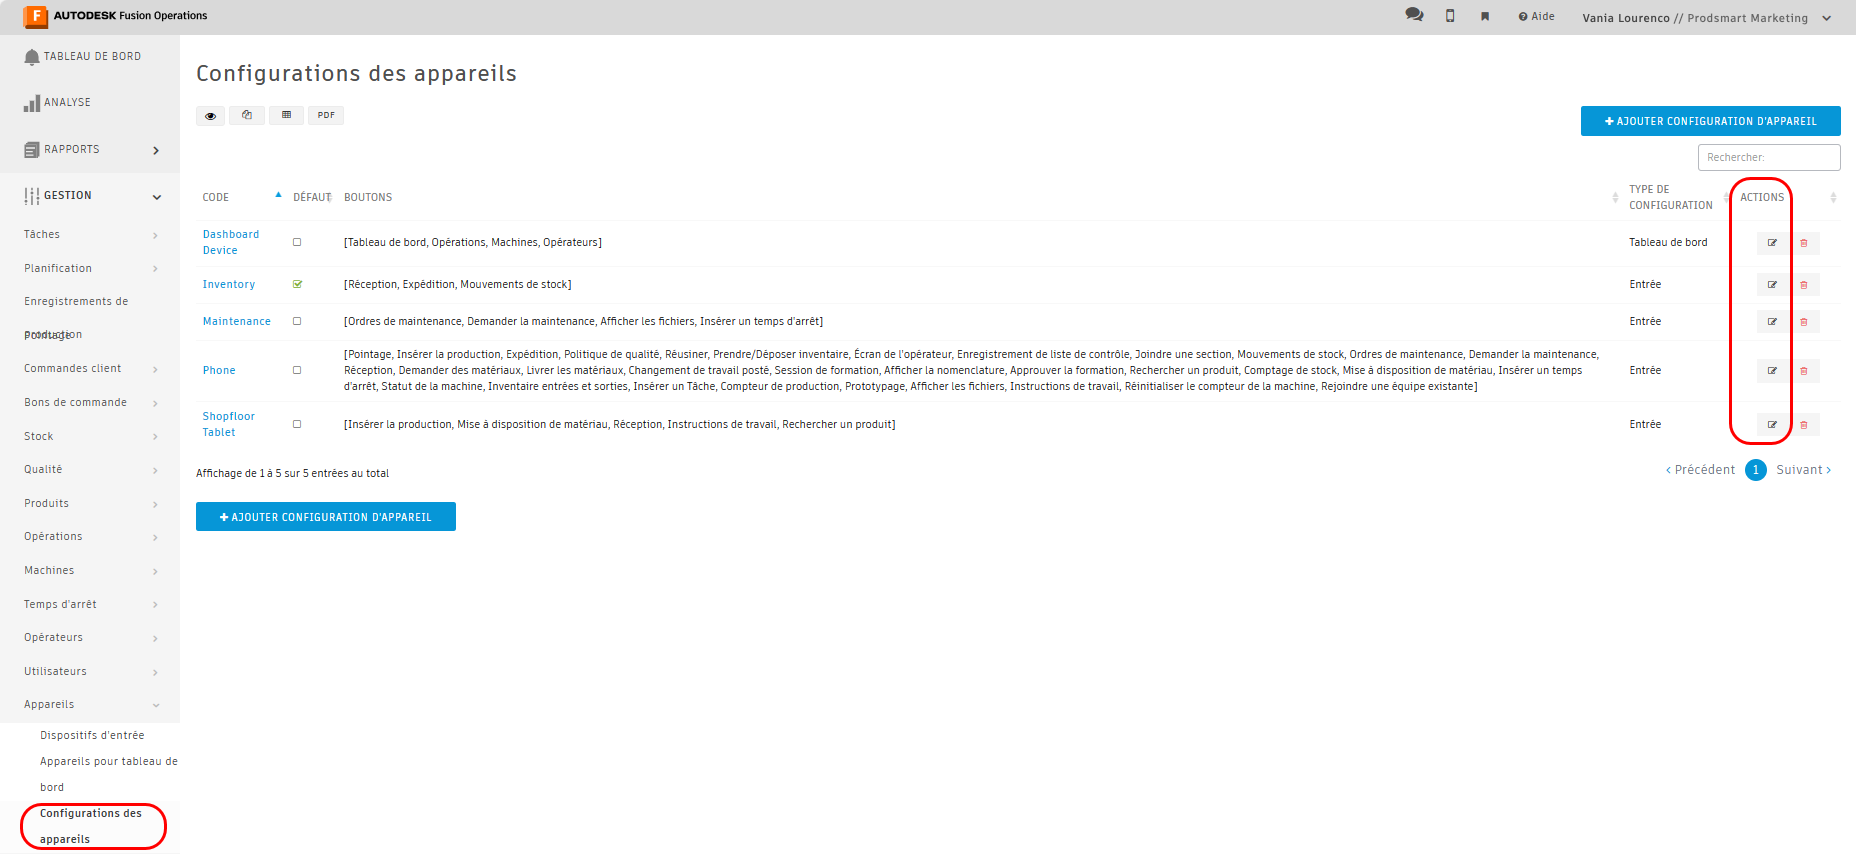 AUTODESK Fusion Operations
Aide
Vania Lourenco // Prodsmart Marketing
TABLEAU DE BORD
ANALYSE
RAPPORTS
GESTION
Tâches
Planification
Enregistrements de
production
Pointage
Commandes client
Bons de commande
Stock
Qualité
Produits
Opérations
Machines
Temps d'arrêt
Opérateurs
Utilisateurs
Appareils
Dispositifs d'entrée
Appareils pour tableau de
bord
Configurations des
appareils
Configurations des appareils
PDF
AJOUTER CONFIGURATION D'APPAREIL
Rechercher:
CODE DÉFAUT BOUTONS TYPE DE CONFIGURATION ACTIONS
Dashboard
Device
[Tableau de bord, Opérations, Machines, Opérateurs] Tableau de bord
Inventory [Réception, Expédition, Mouvements de stock] Entrée
Maintenance [Ordres de maintenance, Demander la maintenance, Afficher les fichiers, Insérer un temps d'arrêt] Entrée
[Pointage, Insérer la production, Expédition, Politique de qualité, Réusiner, Prendre/Déposer inventaire, Écran de l'opérateur, Enregistrement de liste de contrôle, Joindre une section, Mouvements de stock, Ordres de maintenance, Demander la maintenance,
Phone Réception, Demander des matériaux, Livrer les matériaux, Changement de travail posté, Session de formation, Afficher la nomenclature, Approuver la formation, Rechercher un produit, Comptage de stock, Mise à disposition de matériau, Insérer un temps Entrée
d'arrêt, Statut de la machine, Inventaire entrées et sorties, Insérer un Tâche, Compteur de production, Prototypage, Afficher les fichiers, Instructions de travail, Réinitialiser le compteur de la machine, Rejoindre une équipe existante]
Shopfloor
Tablet
[Insérer la production, Mise à disposition de matériau, Réception, Instructions de travail, Rechercher un produit] Entrée
Affichage de 1 à 5 sur 5 entrées au total
Précédent 1 Suivant
AJOUTER CONFIGURATION D'APPAREIL